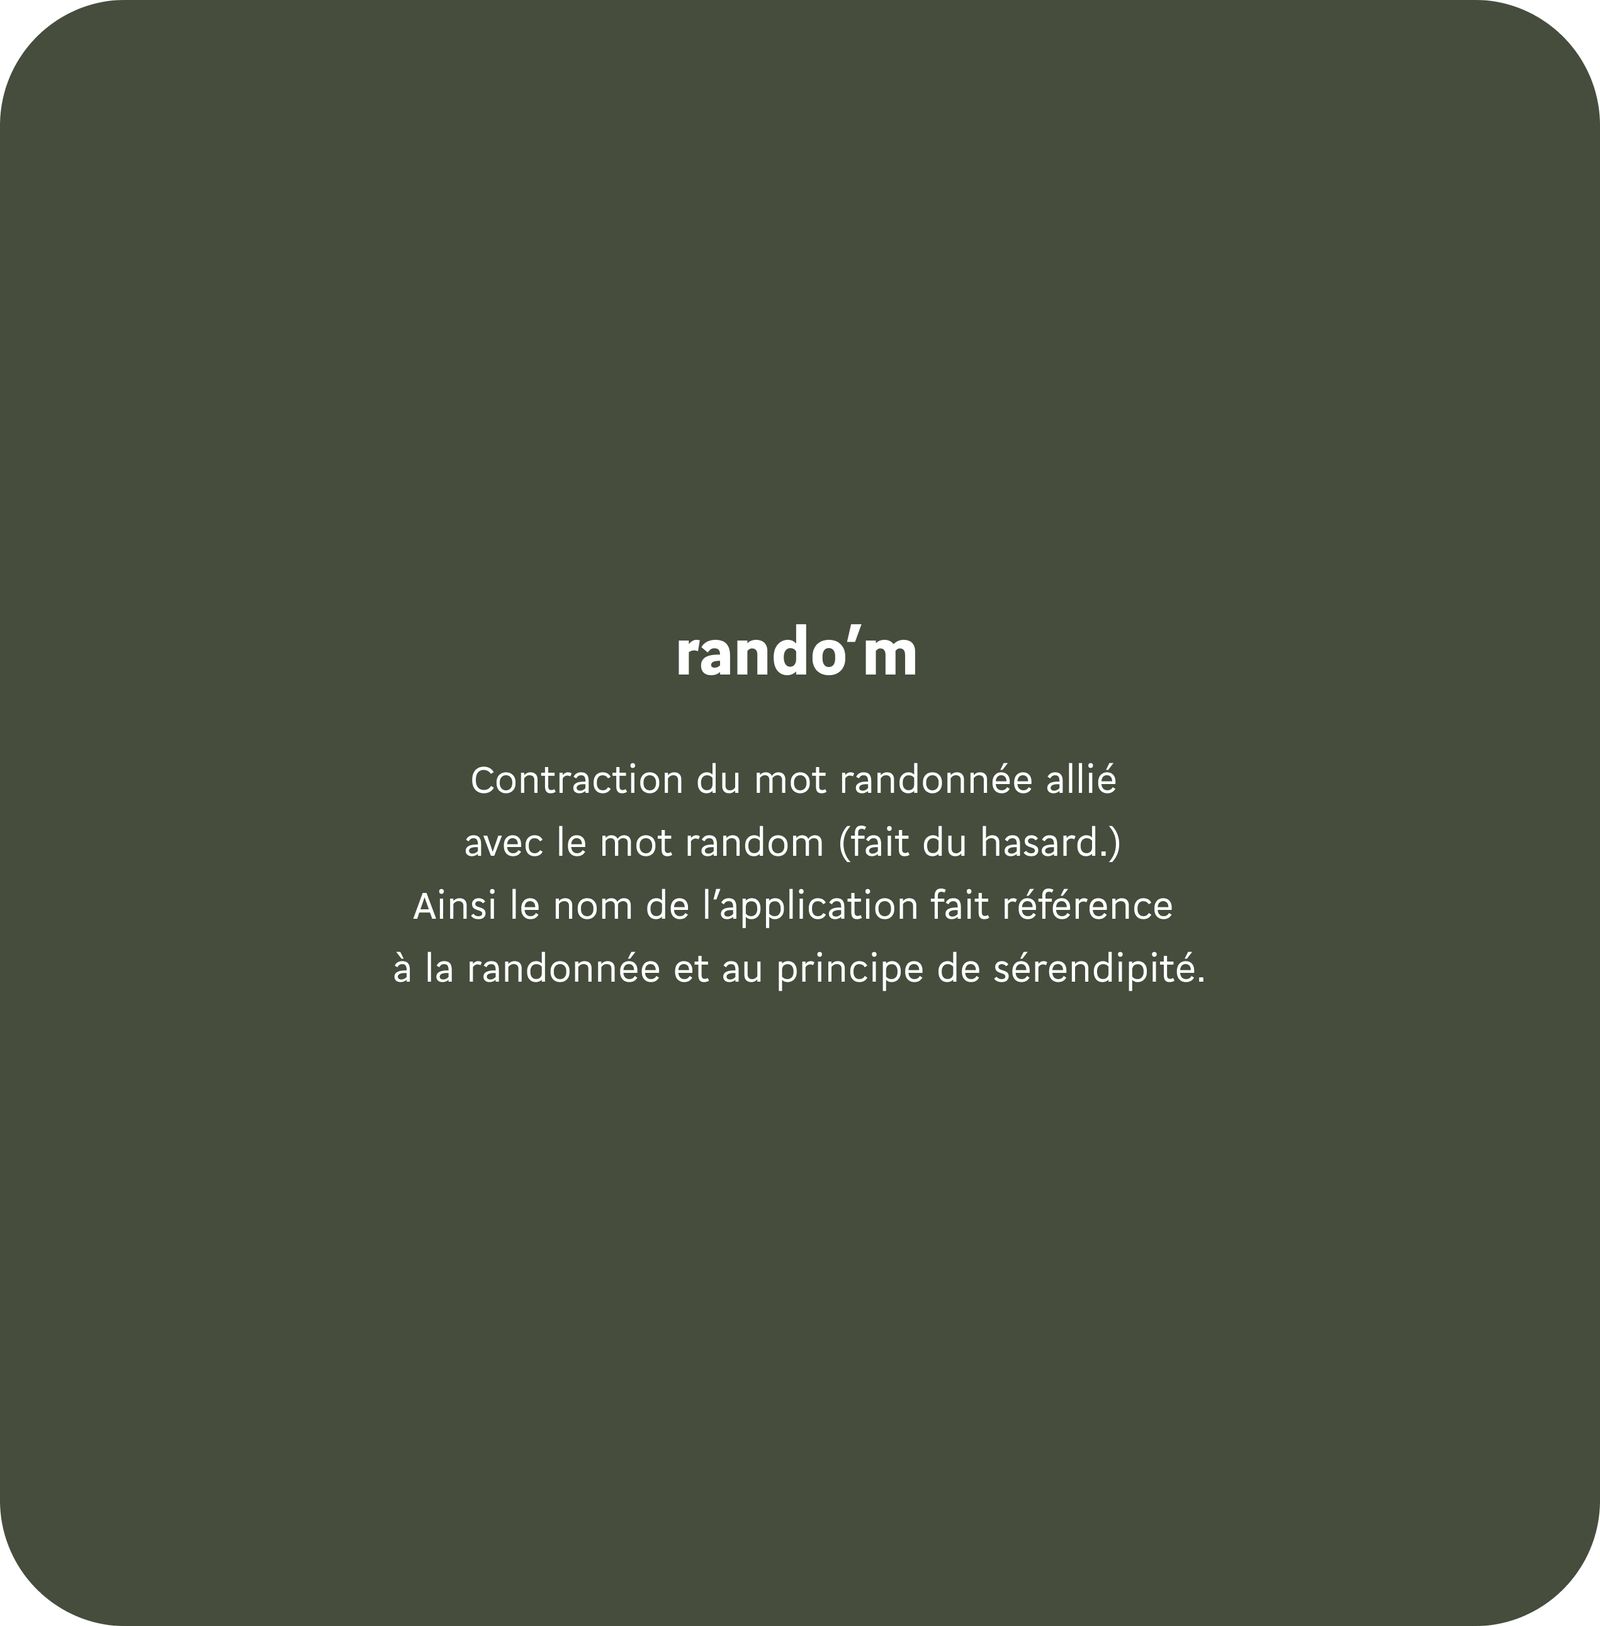 rando’m
Contraction du mot randonnée allié
avec le mot random (fait du hasard.)
Ainsi le nom de l’application fait référence
à la randonnée et au principe de sérendipité.